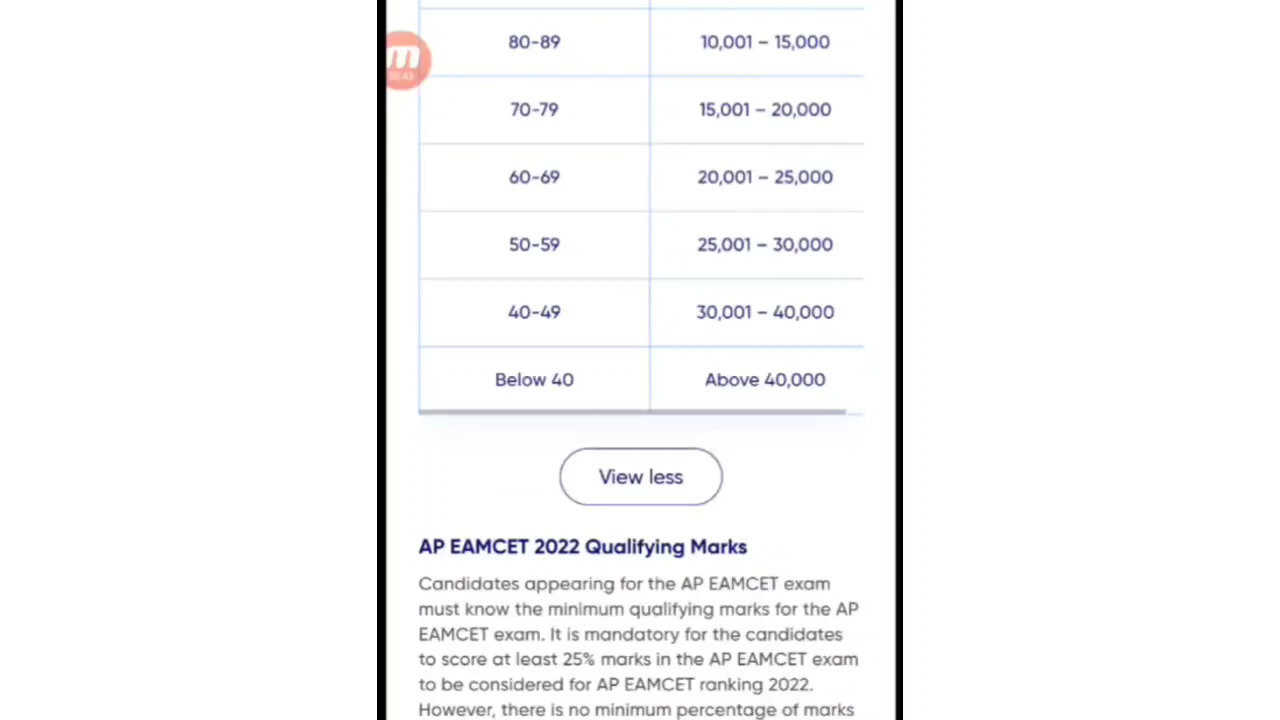 80-89 10,001 – 15,000
70-79 15,001 – 20,000
60-69 20,001 – 25,000
50-59 25,001 – 30,000
40-49 30,001 – 40,000
Below 40 Above 40,000
View less
AP EAMCET 2022 Qualifying Marks
Candidates appearing for the AP EAMCET exam
must know the minimum qualifying marks for the AP
EAMCET exam. It is mandatory for the candidates
to score at least 25% marks in the AP EAMCET exam
to be considered for AP EAMCET ranking 2022.
However, there is no minimum percentage of marks